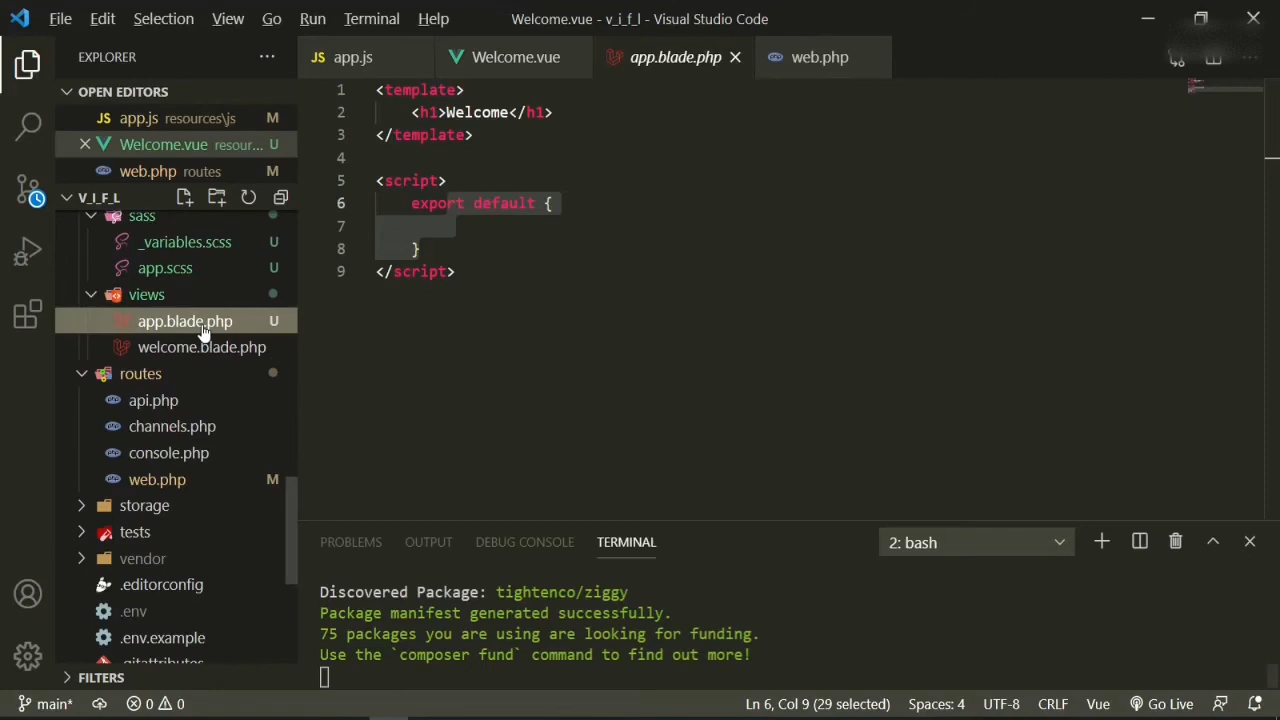 File Edit Selection View Go Run Terminal Help Welcome.vue - v_i_f_l - Visual Studio Code
EXPLORER
JS app.js
Welcome.vue
app.blade.php
web.php
OPEN EDITORS
JS app.js resources\js M
Welcome.vue resour... U
web.php routes M
V_I_F_L
sass
_variables.scss U
app.scss U
views
app.blade.php U
welcome.blade.php
routes
api.php
channels.php
console.php
web.php M
storage
tests
vendor
.editorconfig
.env
.env.example
.gitattributes
FILTERS
1 <template>
2 <h1>Welcome</h1>
3 </template>
4
5 <script>
6 export default {
7
8 }
9 </script>
PROBLEMS OUTPUT DEBUG CONSOLE TERMINAL 2: bash
Discovered Package: tightenco/ziggy
Package manifest generated successfully.
75 packages you are using are looking for funding.
Use the `composer fund` command to find out more!
main* 0 0 Ln 6, Col 9 (29 selected) Spaces: 4 UTF-8 CRLF Vue Go Live